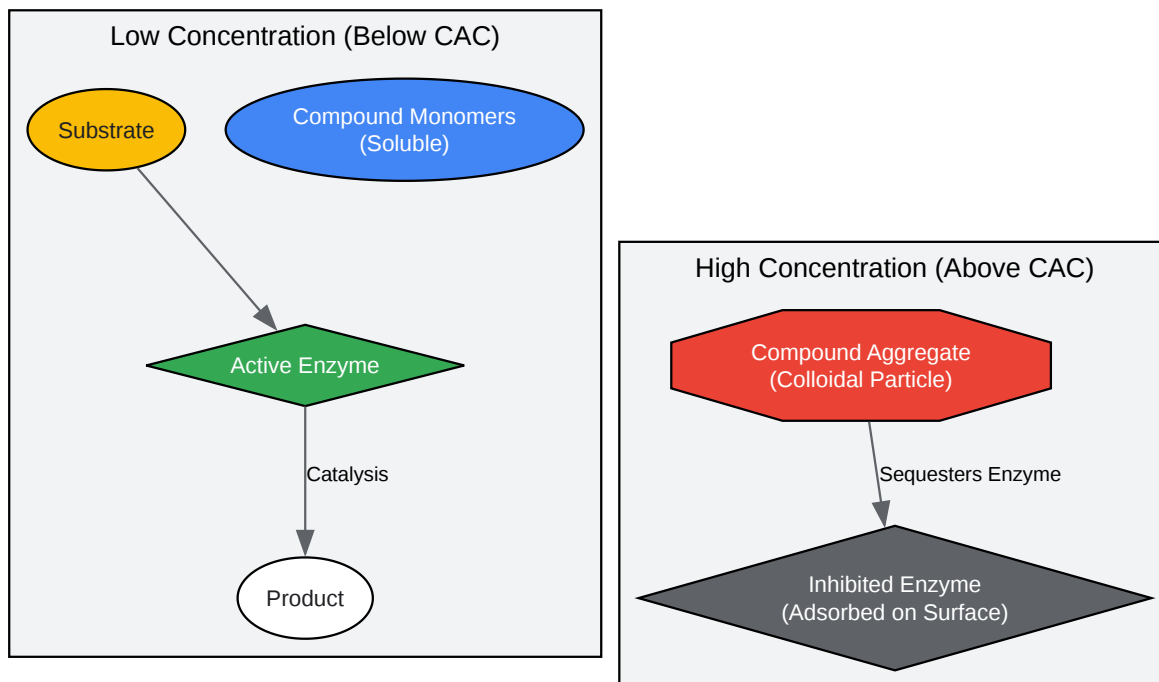 Low Concentration (Below CAC)
Substrate
Compound Monomers
(Soluble)
Active Enzyme
Catalysis
Product
High Concentration (Above CAC)
Compound Aggregate
(Colloidal Particle)
Sequesters Enzyme
Inhibited Enzyme
(Adsorbed on Surface)